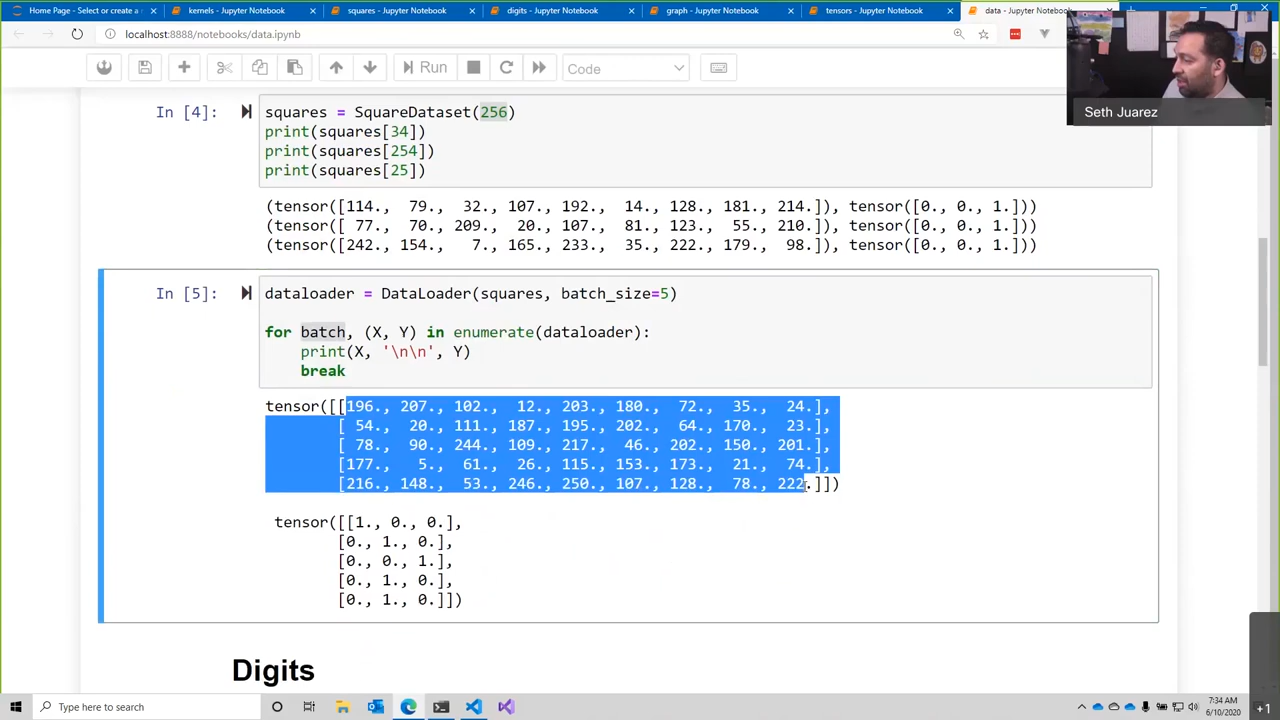 Home Page - Select or create a n
kernels - Jupyter Notebook
squares - Jupyter Notebook
digits - Jupyter Notebook
graph - Jupyter Notebook
tensors - Jupyter Notebook
data - Jupyter Notebook
localhost:8888/notebooks/data.ipynb
Run
Code
Seth Juarez
In [4]:
squares = SquareDataset(256)
print(squares[34])
print(squares[254])
print(squares[25])
(tensor([114., 79., 32., 107., 192., 14., 128., 181., 214.]), tensor([0., 0., 1.]))
(tensor([ 77., 70., 209., 20., 107., 81., 123., 55., 210.]), tensor([0., 0., 1.]))
(tensor([242., 154., 7., 165., 233., 35., 222., 179., 98.]), tensor([0., 0., 1.]))
In [5]:
dataloader = DataLoader(squares, batch_size=5)
for batch, (X, Y) in enumerate(dataloader):
print(X, '\n\n', Y)
break
tensor([[196., 207., 102., 12., 203., 180., 72., 35., 24.],
[ 54., 20., 111., 187., 195., 202., 64., 170., 23.],
[ 78., 90., 244., 109., 217., 46., 202., 150., 201.],
[177., 5., 61., 26., 115., 153., 173., 21., 74.],
[216., 148., 53., 246., 250., 107., 128., 78., 222.]])
tensor([[1., 0., 0.],
[0., 1., 0.],
[0., 0., 1.],
[0., 1., 0.],
[0., 1., 0.]])
Digits
Type here to search
7:34 AM
6/10/2020
+1